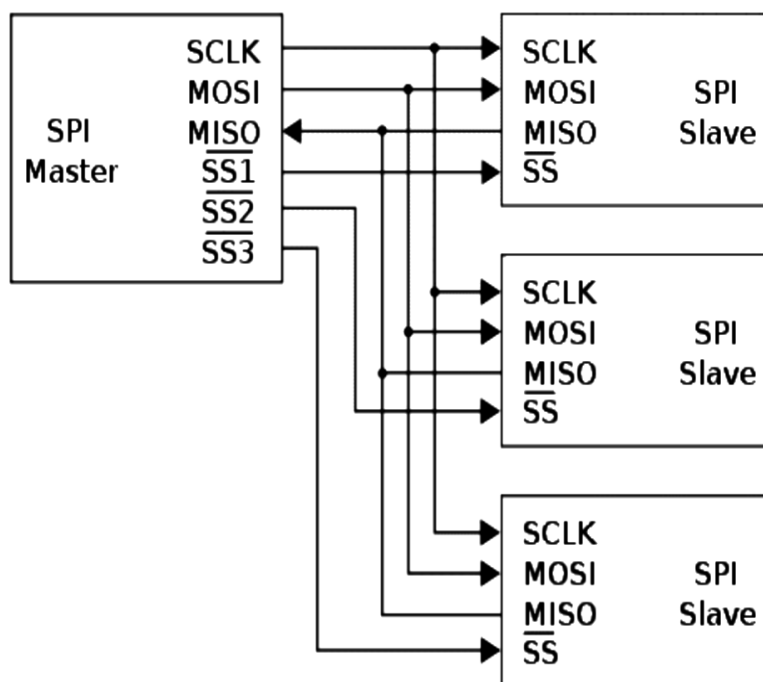 SPI
Master
SCLK
MOSI
MISO
SS1
SS2
SS3
SCLK
MOSI
MISO
SS
SPI
Slave
SCLK
MOSI
MISO
SS
SPI
Slave
SCLK
MOSI
MISO
SS
SPI
Slave